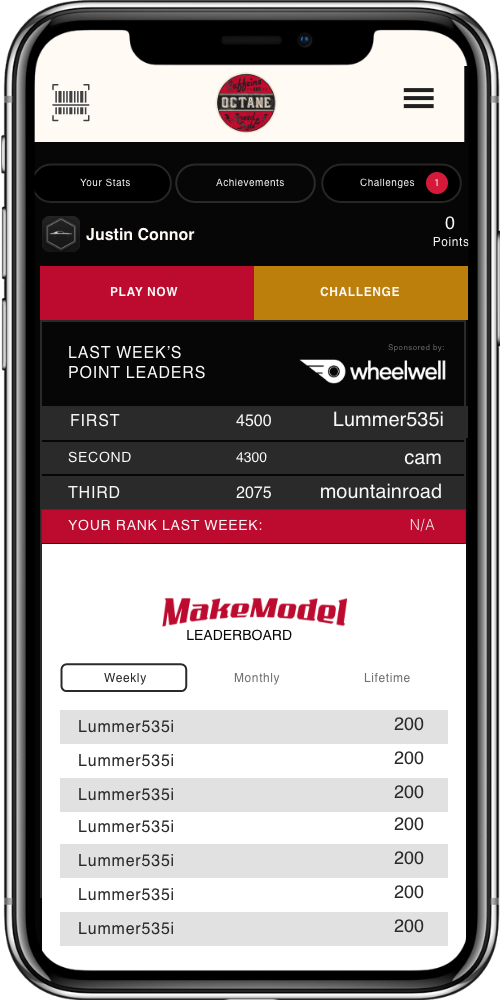 Caffeine
AND
OCTANE
Your Stats Achievements Challenges 1
Justin Connor
0
Points
PLAY NOW CHALLENGE
LAST WEEK'S
POINT LEADERS
Sponsored by:
wheelwell
FIRST 4500 Lummer535i
SECOND 4300 cam
THIRD 2075 mountainroad
YOUR RANK LAST WEEEK: N/A
MakeModel
LEADERBOARD
Weekly Monthly Lifetime
Lummer535i 200
Lummer535i 200
Lummer535i 200
Lummer535i 200
Lummer535i 200
Lummer535i 200
Lummer535i 200